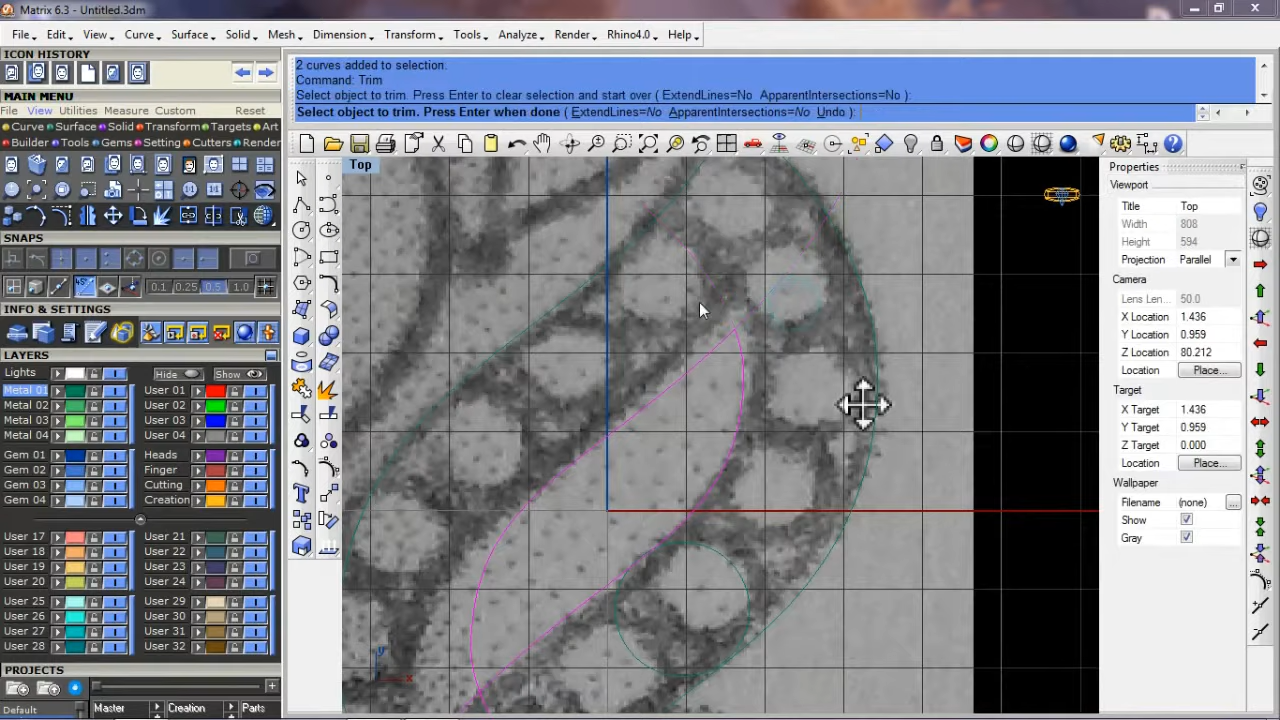 Matrix 6.3 - Untitled.3dm
File Edit View Curve Surface Solid Mesh Dimension Transform Tools Analyze Render Rhino4.0 Help
ICON HISTORY
2 curves added to selection.
Command: Trim
Select object to trim. Press Enter to clear selection and start over ( ExtendLines=No ApparentIntersections=No ):
Select object to trim. Press Enter when done ( ExtendLines=No ApparentIntersections=No Undo ):
MAIN MENU
File View Utilities Measure Custom Reset
Curve Surface Solid Transform Targets Art
Builder Tools Gems Setting Cutters Render
Top
SNAPS
0.1 0.25 0.5 1.0
INFO & SETTINGS
LAYERS
Lights Hide Show
Metal 01 User 01
Metal 02 User 02
Metal 03 User 03
Metal 04 User 04
Gem 01 Heads
Gem 02 Finger
Gem 03 Cutting
Gem 04 Creation
User 17 User 21
User 18 User 22
User 19 User 23
User 20 User 24
User 25 User 29
User 26 User 30
User 27 User 31
User 28 User 32
PROJECTS
Default Master Creation Parts
y
x
Properties
Viewport
Title Top
Width 808
Height 594
Projection Parallel
Camera
Lens Len... 50.0
X Location 1.436
Y Location 0.959
Z Location 80.212
Location Place...
Target
X Target 1.436
Y Target 0.959
Z Target 0.000
Location Place...
Wallpaper
Filename (none) ...
Show
Gray